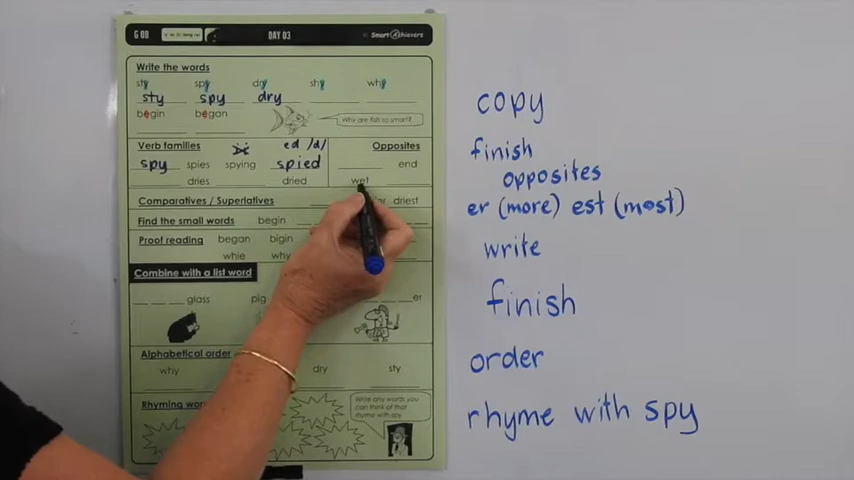 G 08 DAY 03 Smart Achievers
Write the words
sty spy dry shy why
sty spy dry
begin began
Why are fish so smart?
Verb families ed /d/ Opposites
spy spies spying spied end
dries dried wet
Comparatives / Superlatives driest
Find the small words begin
Proof reading began bigin
whie why
Combine with a list word
_ _ _ glass pig er
Alphabetical order
why dry sty
Rhyming wor
Write any words you
can think of that
rhyme with spy
copy
finish
opposites
er (more) est (most)
write
finish
order
rhyme with spy